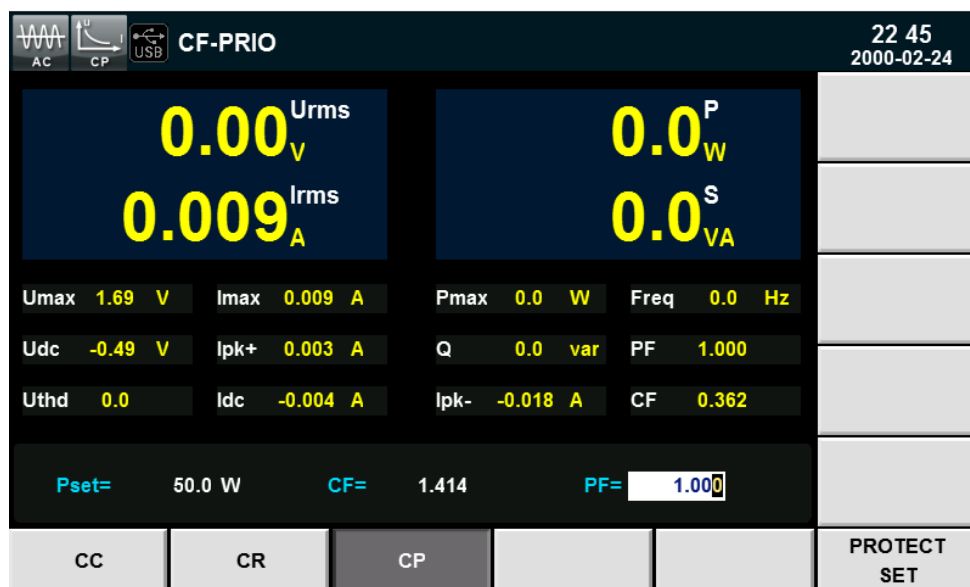 AC CP USB CF-PRIO 22 45
2000-02-24
0.00 Urms V 0.0 P W
0.009 Irms A 0.0 S VA
Umax 1.69 V Imax 0.009 A Pmax 0.0 W Freq 0.0 Hz
Udc -0.49 V Ipk+ 0.003 A Q 0.0 var PF 1.000
Uthd 0.0 Idc -0.004 A Ipk- -0.018 A CF 0.362
Pset= 50.0 W CF= 1.414 PF= 1.000
CC CR CP PROTECT
SET